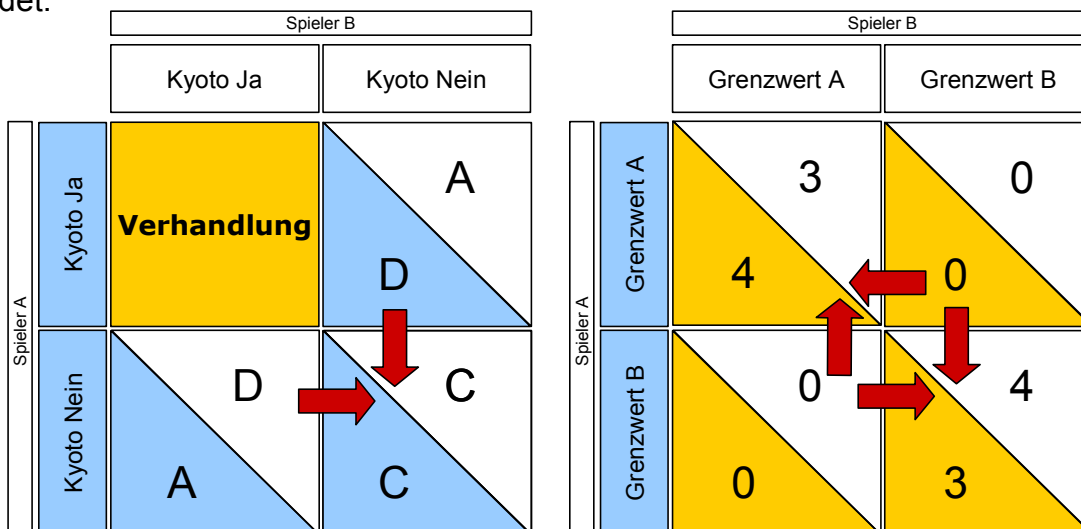 det:
Spieler B
Kyoto Ja Kyoto Nein
Spieler A
Kyoto Ja
Verhandlung
A
D
Kyoto Nein
D
A
C
C
Spieler B
Grenzwert A Grenzwert B
Spieler A
Grenzwert A
3
4
0
0
Grenzwert B
0
0
4
3